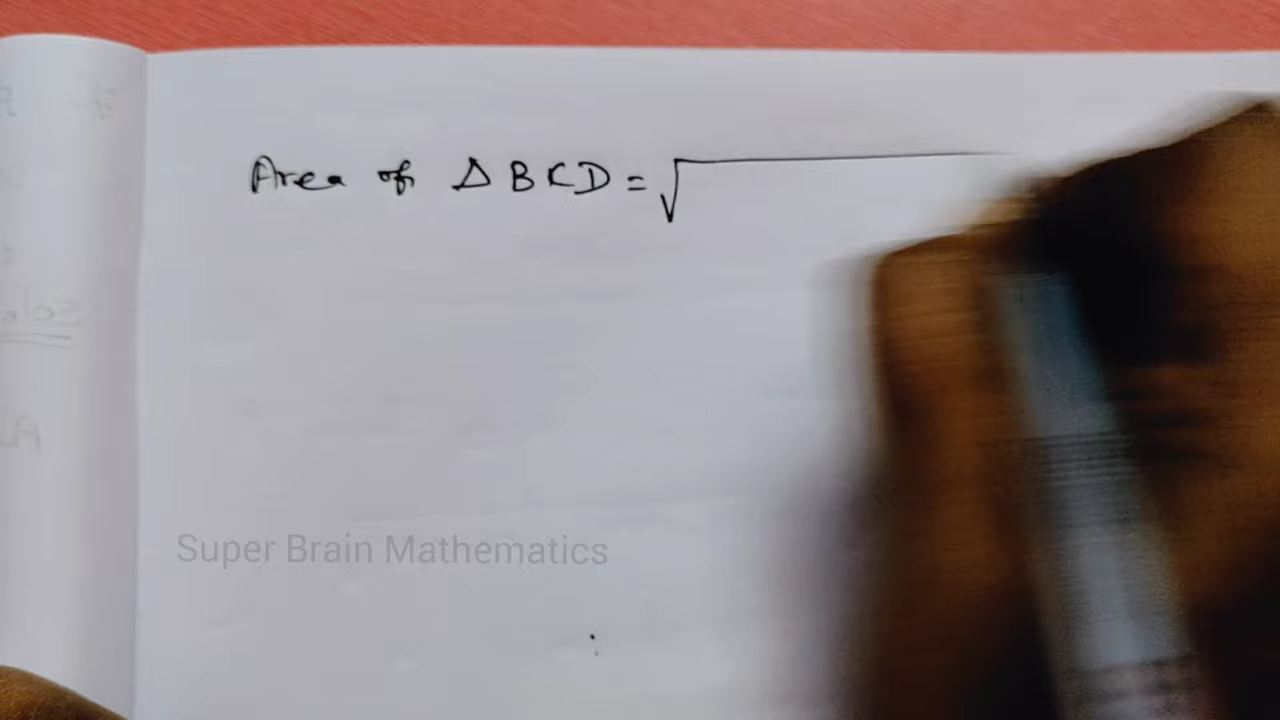 Area of Δ BCD = √
Super Brain Mathematics